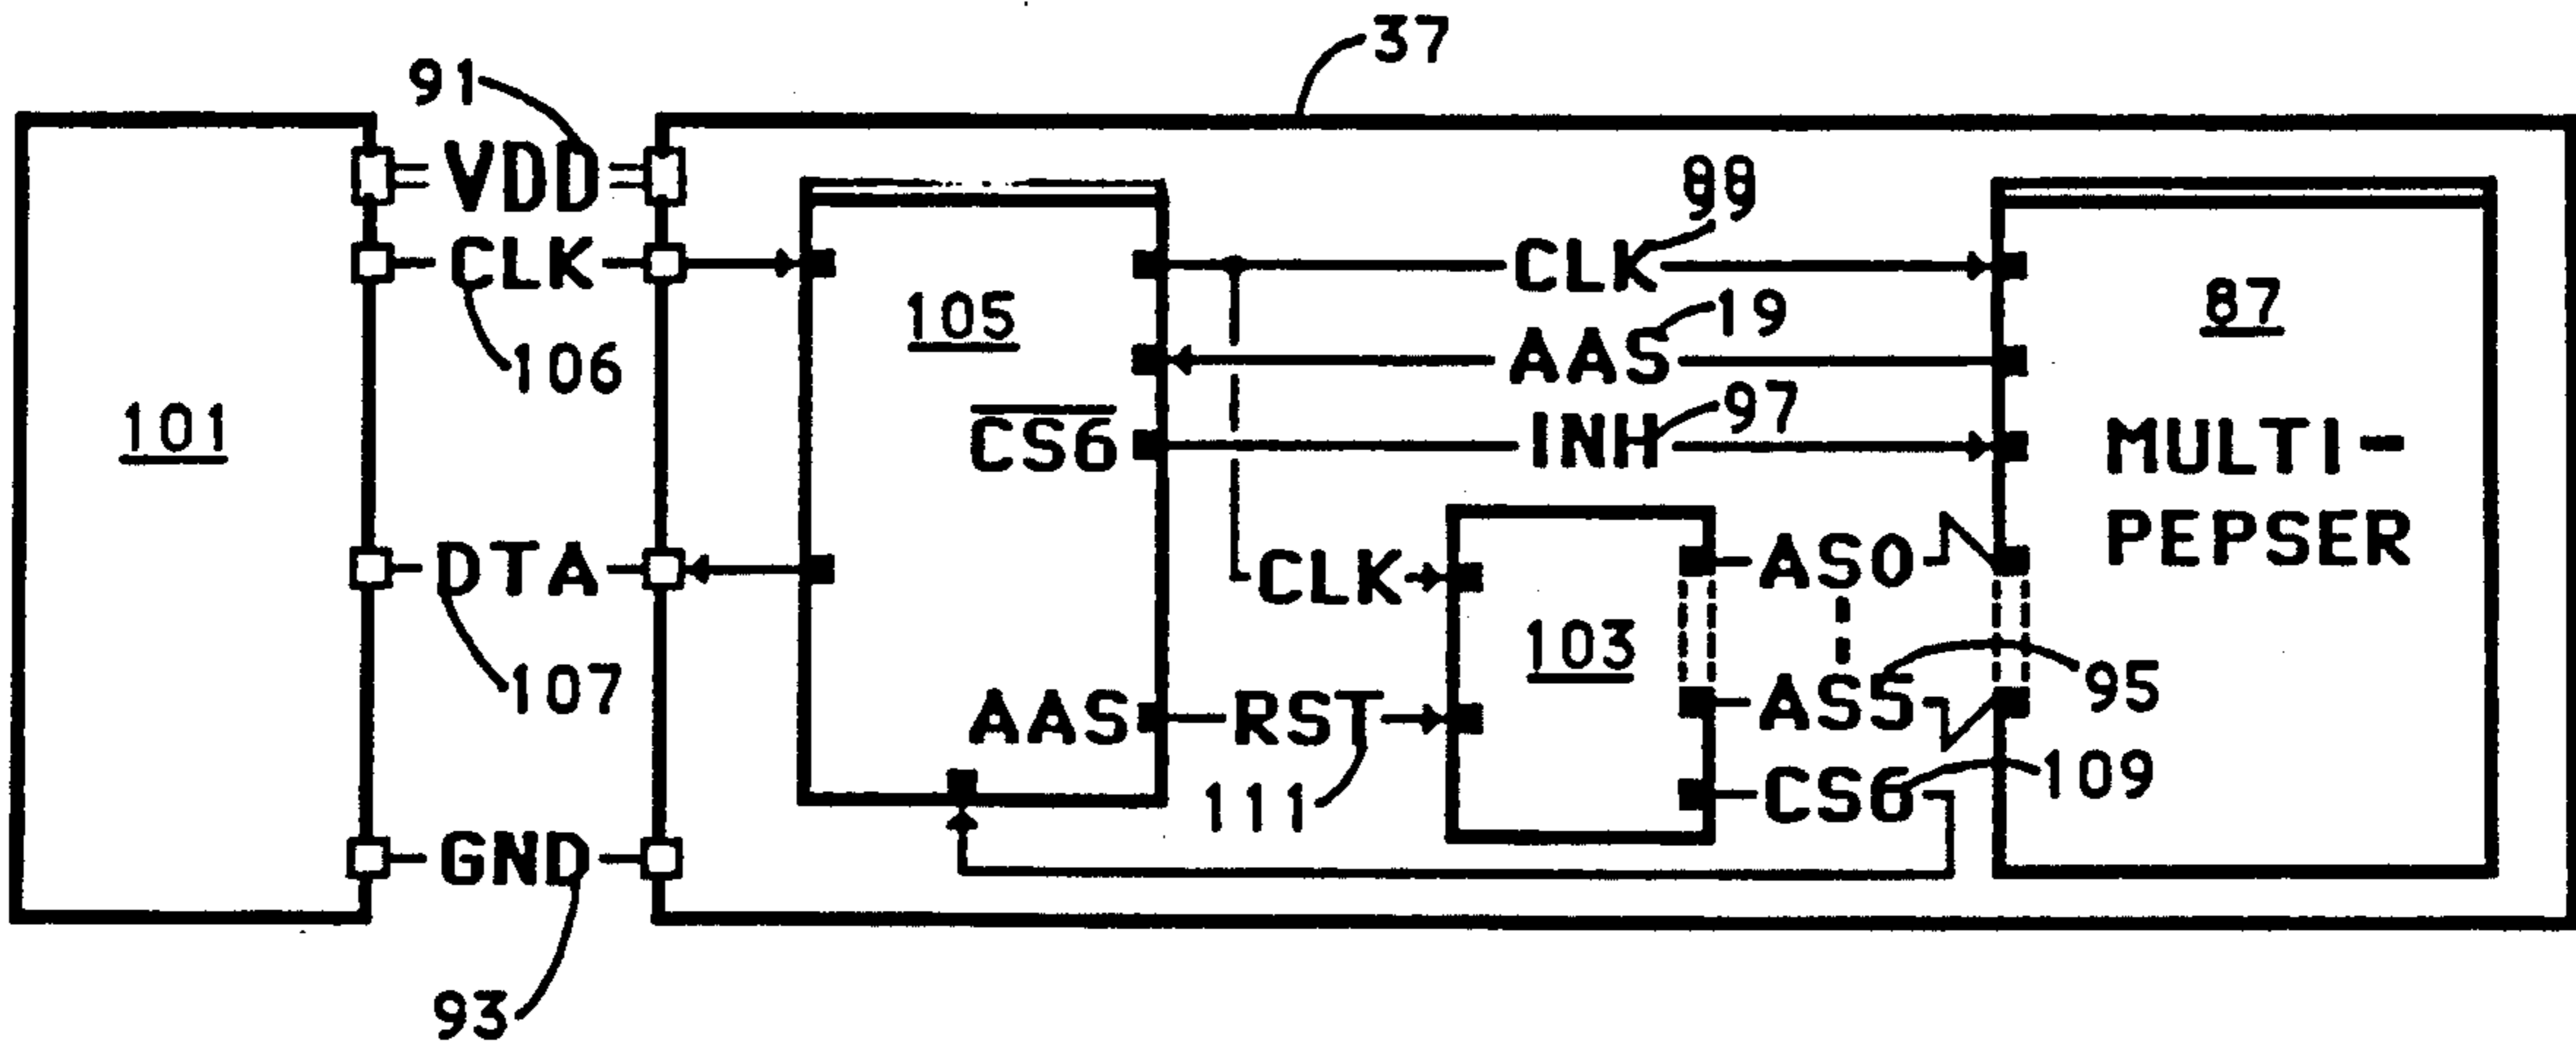 37
91
VDD
88
CLK
CLK
87
105
19
AAS
106
101
CS6
INH
97
MULTI-
PEPSER
DTA
CLK
AS0
103
107
95
AAS
RST
AS5
111
CS6
109
GND
93